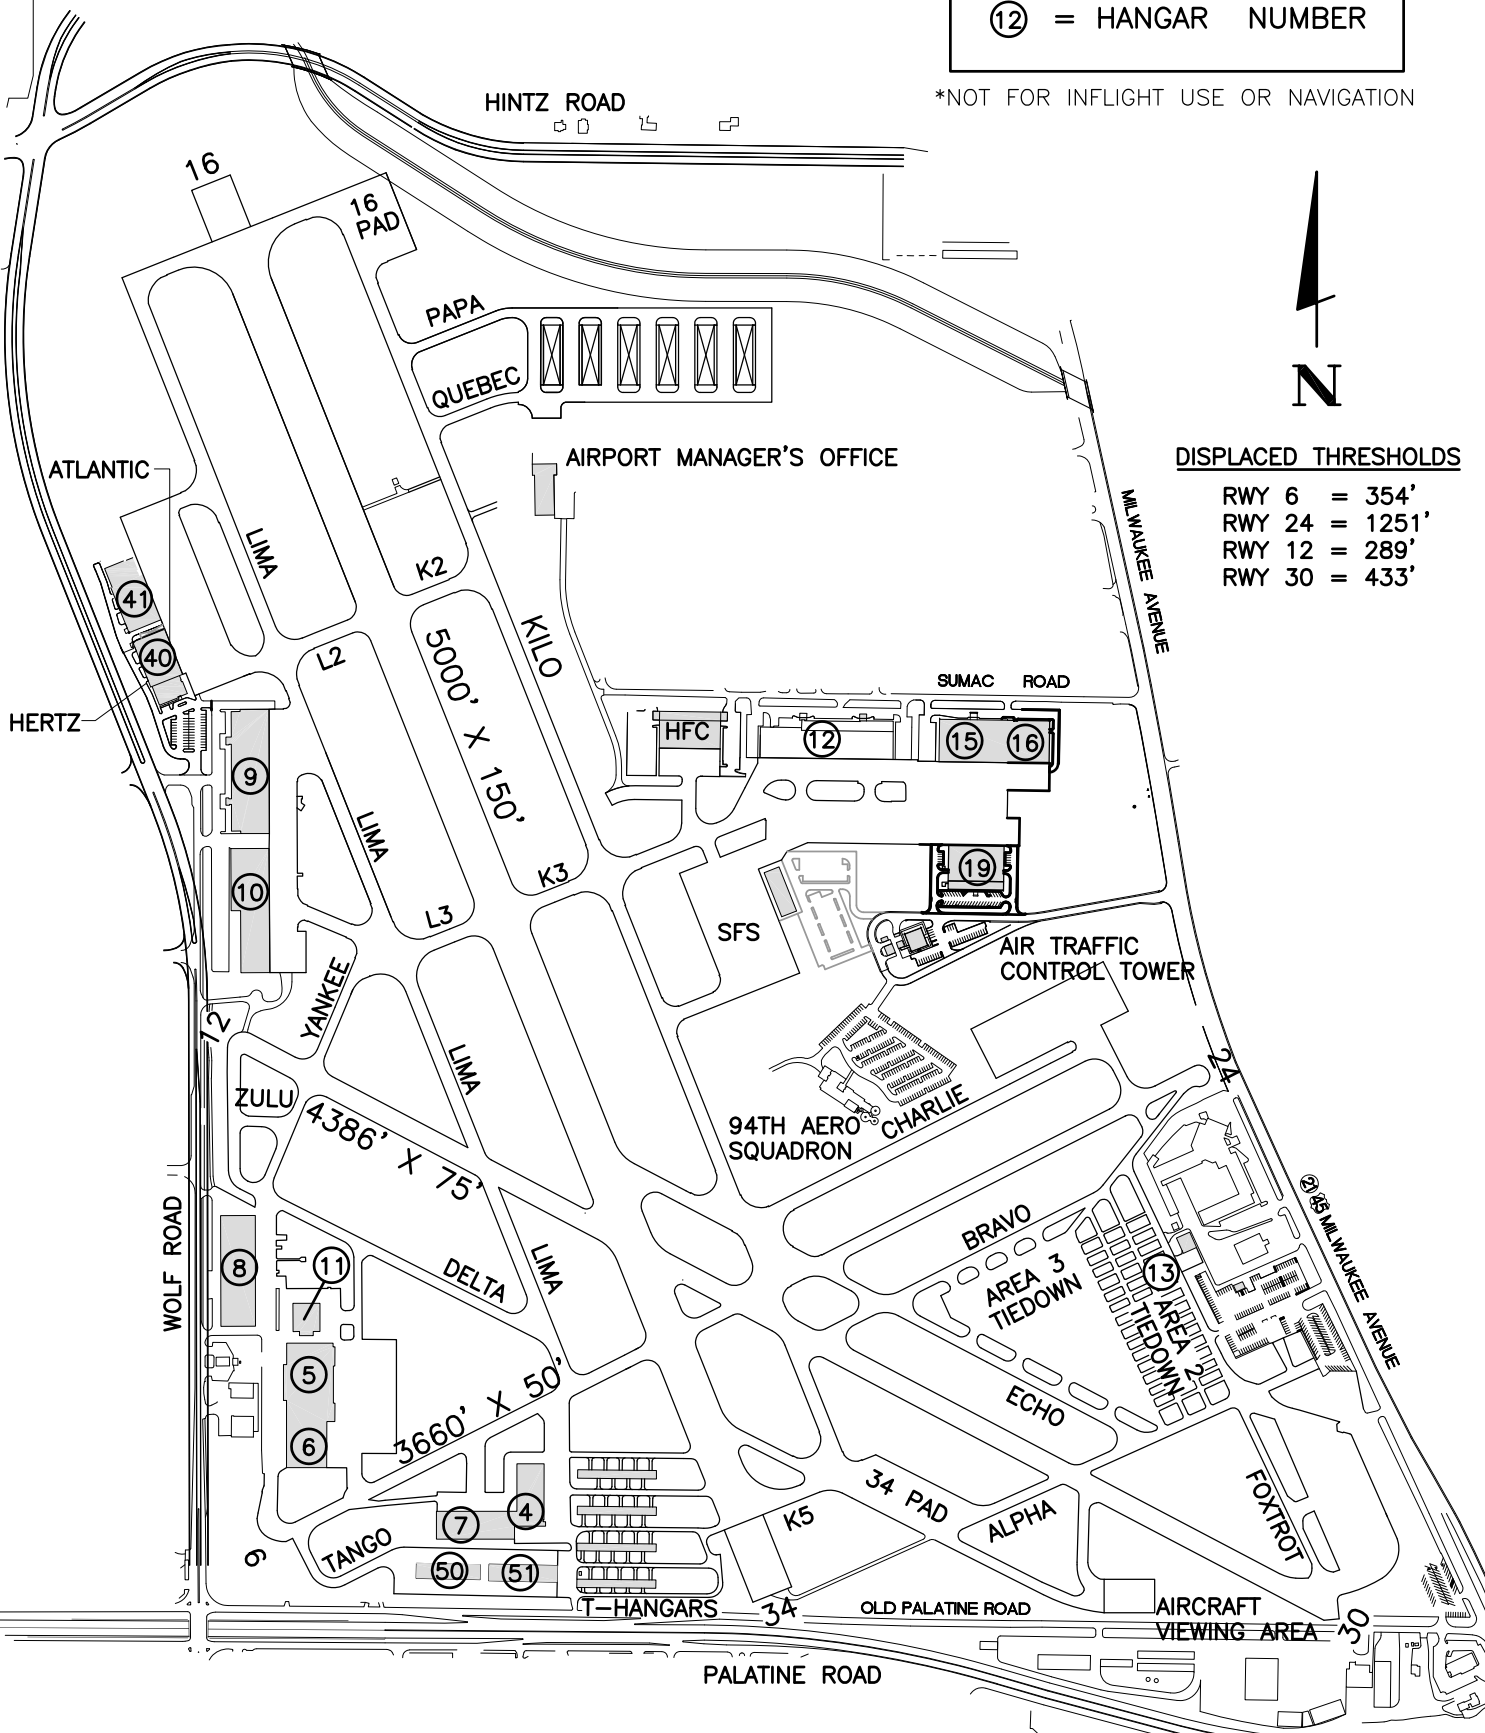 12 = HANGAR NUMBER
*NOT FOR INFLIGHT USE OR NAVIGATION
HINTZ ROAD
16
16
PAD
PAPA
QUEBEC
N
AIRPORT MANAGER'S OFFICE
DISPLACED THRESHOLDS
RWY 6 = 354'
RWY 24 = 1251'
RWY 12 = 289'
RWY 30 = 433'
ATLANTIC
LIMA
K2
MILWAUKEE AVENUE
41
40
L2
5000' X 150'
KILO
HERTZ
SUMAC ROAD
HFC
12
15
16
9
LIMA
K3
19
10
L3
SFS
AIR TRAFFIC
CONTROL TOWER
YANKEE
12
LIMA
24
ZULU
4386' X 75'
94TH AERO
SQUADRON
CHARLIE
WOLF ROAD
21
45
MILWAUKEE AVENUE
BRAVO
8
11
DELTA
LIMA
AREA 3
TIEDOWN
13
AREA 2
TIEDOWN
5
3660' X 50'
ECHO
6
34 PAD
FOXTROT
4
7
K5
ALPHA
6
TANGO
50
51
T-HANGARS
34
OLD PALATINE ROAD
AIRCRAFT
VIEWING AREA
30
PALATINE ROAD